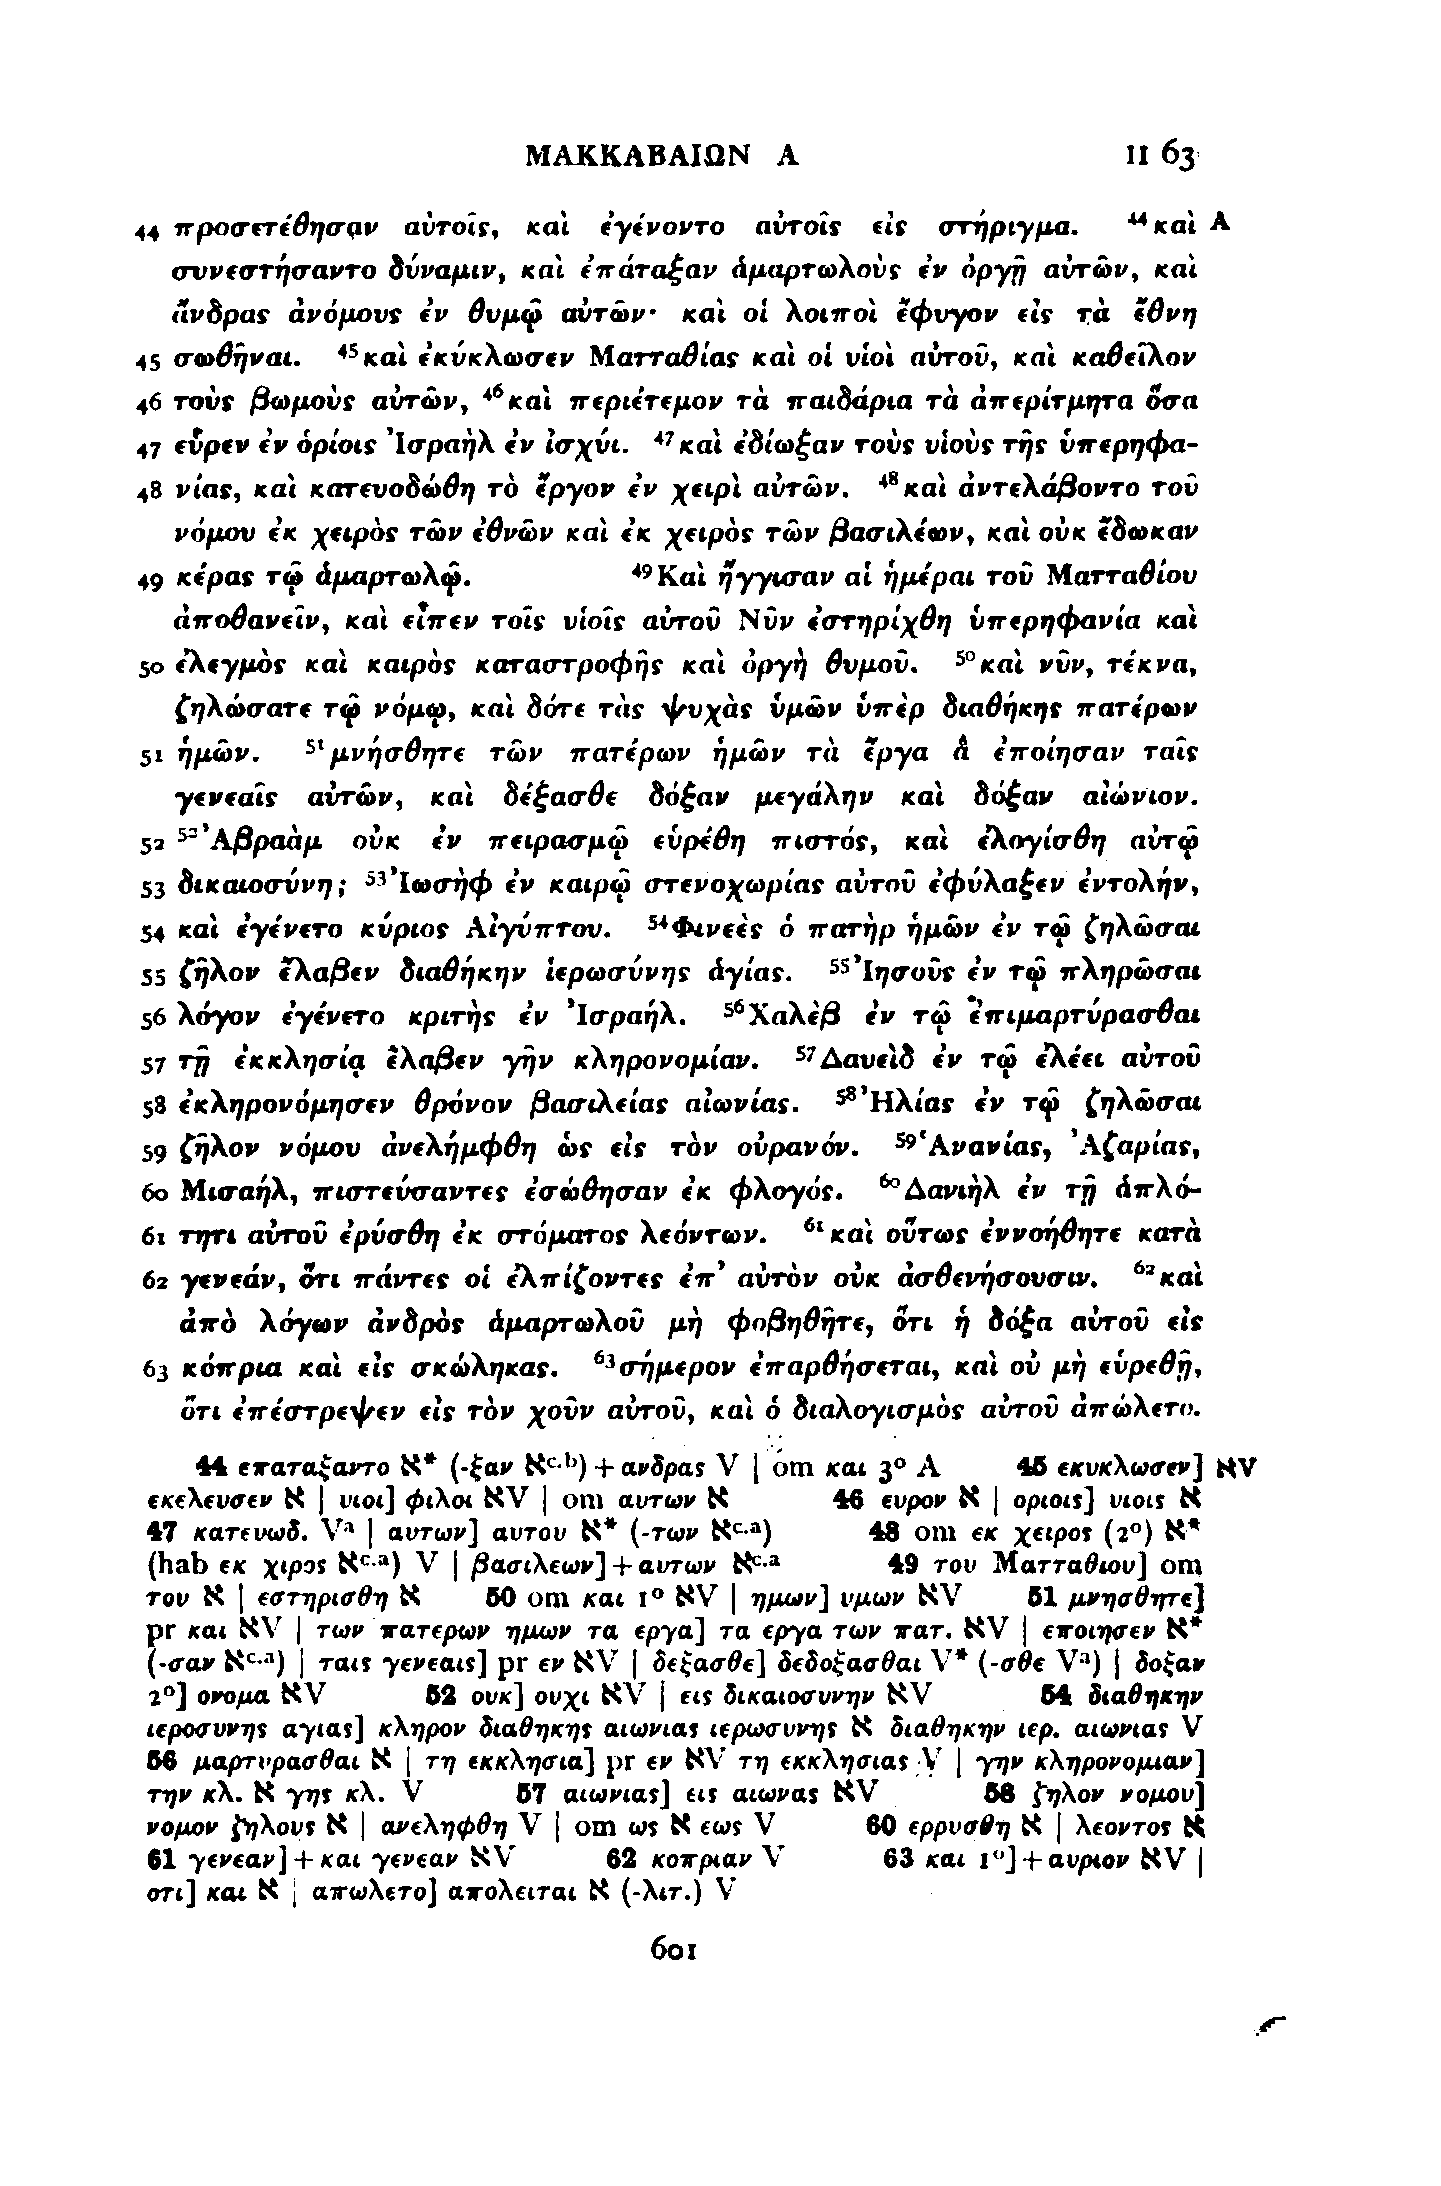 ΜΑΚΚΑΒΑΙΩΝ Α II 63
44 προσετέθησαν αὐτοῖς, καὶ ἐγένοντο αὐτοῖς εἰς στήριγμα. ⁴⁴καὶ A
συνεστήσαντο δύναμιν, καὶ ἐπάταξαν ἁμαρτωλοὺς ἐν ὀργῇ αὐτῶν, καὶ
ἄνδρας ἀνόμους ἐν θυμῷ αὐτῶν· καὶ οἱ λοιποὶ ἔφυγον εἰς τὰ ἔθνη
45 σωθῆναι. ⁴⁵καὶ ἐκύκλωσεν Ματταθίας καὶ οἱ υἱοὶ αὐτοῦ, καὶ καθεῖλον
46 τοὺς βωμοὺς αὐτῶν, ⁴⁶καὶ περιέτεμον τὰ παιδάρια τὰ ἀπερίτμητα ὅσα
47 εὗρεν ἐν ὁρίοις Ἰσραὴλ ἐν ἰσχύι. ⁴⁷καὶ ἐδίωξαν τοὺς υἱοὺς τῆς ὑπερηφα-
48 νίας, καὶ κατευοδώθη τὸ ἔργον ἐν χειρὶ αὐτῶν. ⁴⁸καὶ ἀντελάβοντο τοῦ
νόμου ἐκ χειρὸς τῶν ἐθνῶν καὶ ἐκ χειρὸς τῶν βασιλέων, καὶ οὐκ ἔδωκαν
49 κέρας τῷ ἁμαρτωλῷ. ⁴⁹Καὶ ἤγγισαν αἱ ἡμέραι τοῦ Ματταθίου
ἀποθανεῖν, καὶ εἶπεν τοῖς υἱοῖς αὐτοῦ Νῦν ἐστηρίχθη ὑπερηφανία καὶ
50 ἐλεγμὸς καὶ καιρὸς καταστροφῆς καὶ ὀργὴ θυμοῦ. ⁵⁰καὶ νῦν, τέκνα,
ζηλώσατε τῷ νόμῳ, καὶ δότε τὰς ψυχὰς ὑμῶν ὑπὲρ διαθήκης πατέρων
51 ἡμῶν. ⁵¹μνήσθητε τῶν πατέρων ἡμῶν τὰ ἔργα ἃ ἐποίησαν ταῖς
γενεαῖς αὐτῶν, καὶ δέξασθε δόξαν μεγάλην καὶ δόξαν αἰώνιον.
52 ⁵²Ἀβραὰμ οὐκ ἐν πειρασμῷ εὑρέθη πιστός, καὶ ἐλογίσθη αὐτῷ
53 δικαιοσύνη; ⁵³Ἰωσὴφ ἐν καιρῷ στενοχωρίας αὐτοῦ ἐφύλαξεν ἐντολήν,
54 καὶ ἐγένετο κύριος Αἰγύπτου. ⁵⁴Φινεὲς ὁ πατὴρ ἡμῶν ἐν τῷ ζηλῶσαι
55 ζῆλον ἔλαβεν διαθήκην ἱερωσύνης ἁγίας. ⁵⁵Ἰησοῦς ἐν τῷ πληρῶσαι
56 λόγον ἐγένετο κριτὴς ἐν Ἰσραήλ. ⁵⁶Χαλὲβ ἐν τῷ ἐπιμαρτύρασθαι
57 τῇ ἐκκλησίᾳ ἔλαβεν γῆν κληρονομίαν. ⁵⁷Δαυεὶδ ἐν τῷ ἐλέει αὐτοῦ
58 ἐκληρονόμησεν θρόνον βασιλείας αἰωνίας. ⁵⁸Ἠλίας ἐν τῷ ζηλῶσαι
59 ζῆλον νόμου ἀνελήμφθη ὡς εἰς τὸν οὐρανόν. ⁵⁹Ἁνανίας, Ἀζαρίας,
60 Μισαήλ, πιστεύσαντες ἐσώθησαν ἐκ φλογός. ⁶⁰Δανιὴλ ἐν τῇ ἁπλό-
61 τητι αὐτοῦ ἐρύσθη ἐκ στόματος λεόντων. ⁶¹καὶ οὕτως ἐννοήθητε κατὰ
62 γενεάν, ὅτι πάντες οἱ ἐλπίζοντες ἐπ’ αὐτὸν οὐκ ἀσθενήσουσιν. ⁶²καὶ
ἀπὸ λόγων ἀνδρὸς ἁμαρτωλοῦ μὴ φοβηθῆτε, ὅτι ἡ δόξα αὐτοῦ εἰς
63 κόπρια καὶ εἰς σκώληκας. ⁶³σήμερον ἐπαρθήσεται, καὶ οὐ μὴ εὑρεθῇ,
ὅτι ἐπέστρεψεν εἰς τὸν χοῦν αὐτοῦ, καὶ ὁ διαλογισμὸς αὐτοῦ ἀπώλετο.
44 επαταξαντο א* (-ξαν אc.b) + ανδρας V | om και 3º A 45 εκυκλωσεν] אV
εκελευσεν א | υιοι] φιλοι אV | om αυτων א 46 ευρον א | οριοις] υιοις א
47 κατευωδ. Va | αυτων] αυτου א* (-των אc.a) 48 om εκ χειρος (2º) א*
(hab εκ χιρος אc.a) V | βασιλεων] + αυτων אc.a 49 του Ματταθιου] om
του א | εστηρισθη א 50 om και 1º אV | ημων] υμων אV 51 μνησθητε]
pr και אV | των πατερων ημων τα εργα] τα εργα των πατ. אV | εποιησεν א*
(-σαν אc.a) | ταις γενεαις] pr εν אV | δεξασθε] δεδοξασθαι V* (-σθε Va) | δοξαν
2º] ονομα אV 52 ουκ] ουχι אV | εις δικαιοσυνην אV 54 διαθηκην
ιεροσυνης αγιας] κληρον διαθηκης αιωνιας ιερωσυνης א διαθηκην ιερ. αιωνιας V
56 μαρτυρασθαι א | τη εκκλησια] pr εν אV τη εκκλησιας V | γην κληρονομιαν]
την κλ. א γης κλ. V 57 αιωνιας] εις αιωνας אV 58 ζηλον νομου]
νομον ζηλους א | ανεληφθη V | om ως א εως V 60 ερρυσθη א | λεοντος א
61 γενεαν] + και γενεαν אV 62 κοπριαν V 63 και 1º] + αυριον אV |
οτι] και א | απωλετο] απολειται א (-λιτ.) V
601